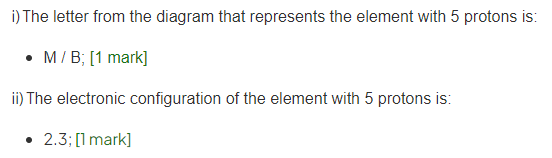 i) The letter from the diagram that represents the element with 5 protons is:
• M / B; [1 mark]
ii) The electronic configuration of the element with 5 protons is:
• 2.3; [1 mark]